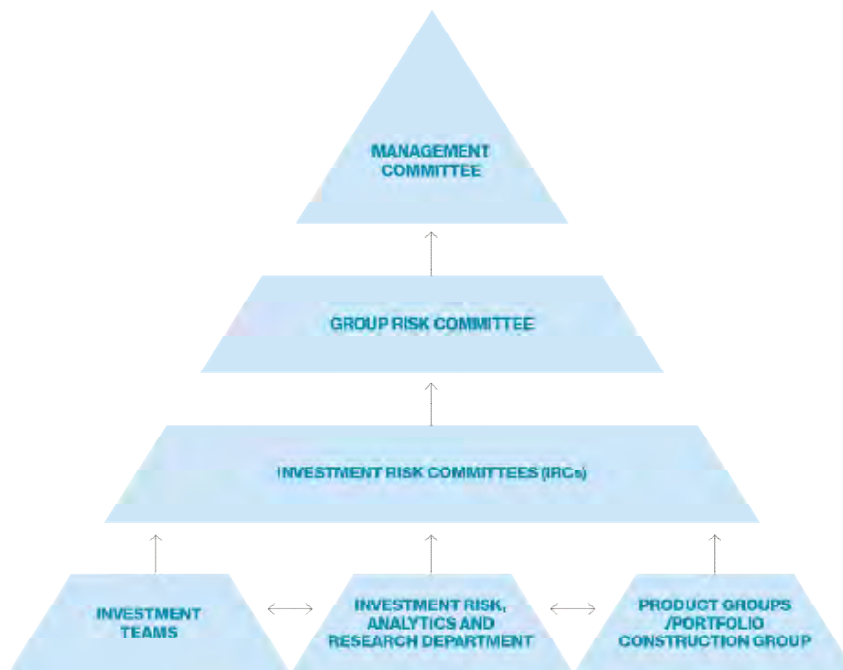 MANAGEMENT
COMMITTEE
GROUP RISK COMMITTEE
INVESTMENT RISK COMMITTEES (IRCs)
INVESTMENT
TEAMS
INVESTMENT RISK,
ANALYTICS AND
RESEARCH DEPARTMENT
PRODUCT GROUPS
/PORTFOLIO
CONSTRUCTION GROUP